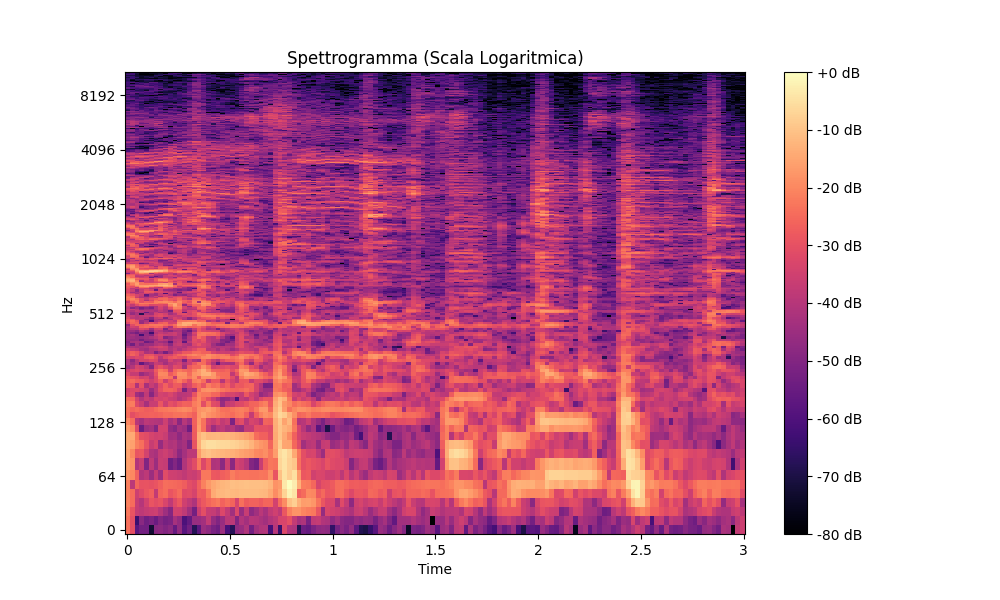 Spettrogramma (Scala Logaritmica)
Hz
8192
4096
2048
1024
512
256
128
64
0
0
0.5
1
1.5
2
2.5
3
Time
+0 dB
-10 dB
-20 dB
-30 dB
-40 dB
-50 dB
-60 dB
-70 dB
-80 dB